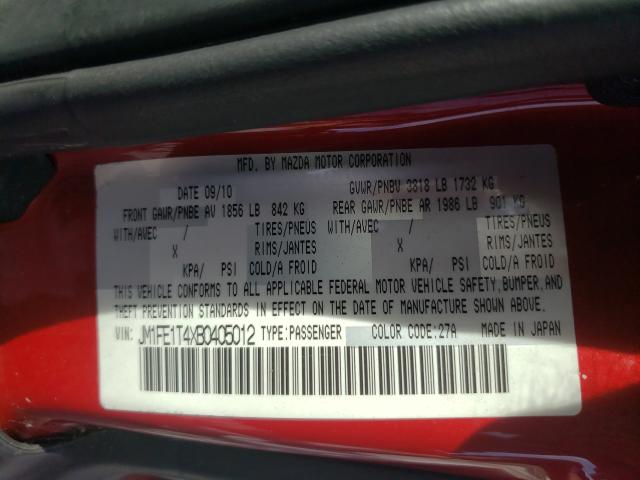 MFD. BY MAZDA MOTOR CORPORATION
DATE 09/10 GVWR/PNBV 3818 LB 1732 KG
FRONT GAWR/PNBE AV 1856 LB 842 KG REAR GAWR/PNBE AR 1986 LB 901 KG
WITH/AVEC / TIRES/PNEUS WITH/AVEC / TIRES/PNEUS
X RIMS/JANTES X RIMS/JANTES
KPA/ PSI COLD/A FROID KPA/ PSI COLD/A FROID
THIS VEHICLE CONFORMS TO ALL APPLICABLE FEDERAL MOTOR VEHICLE SAFETY,BUMPER,AND
THEFT PREVENTION STANDARDS IN EFFECT ON THE DATE OF MANUFACTURE SHOWN ABOVE.
VIN: JM1FE1T4XB0405012 TYPE:PASSENGER COLOR CODE:27A MADE IN JAPAN